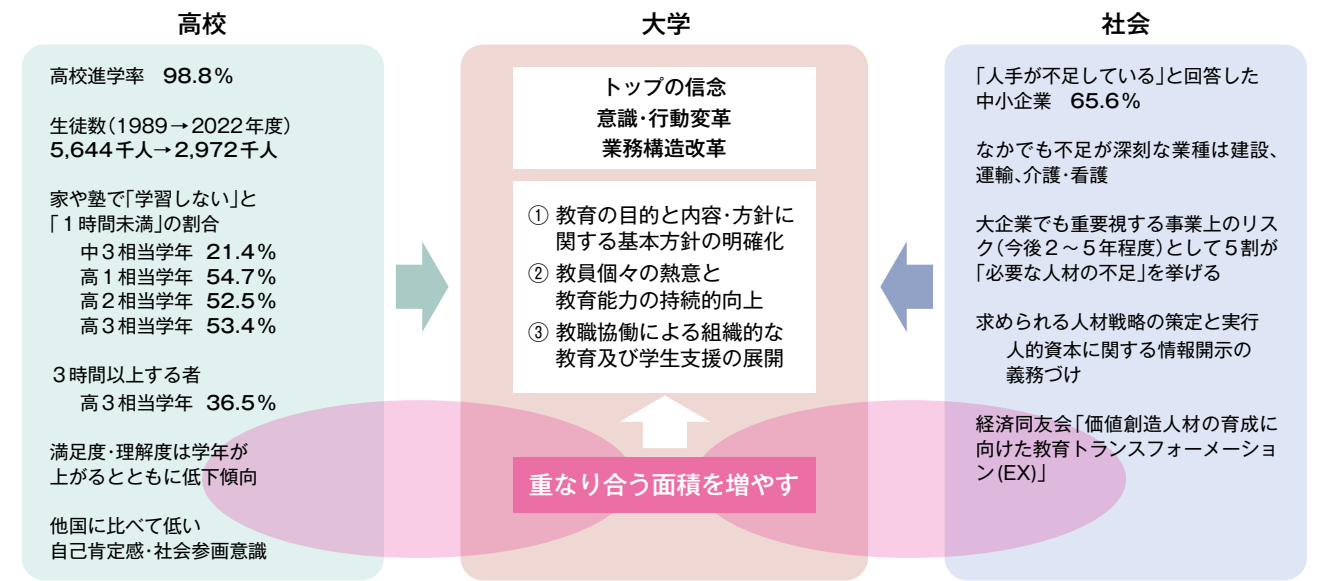 高校
高校進学率 98.8%
生徒数(1989→2022年度)
5,644千人→2,972千人
家や塾で「学習しない」と
「1時間未満」の割合
中3相当学年 21.4%
高1相当学年 54.7%
高2相当学年 52.5%
高3相当学年 53.4%
3時間以上する者
高3相当学年 36.5%
満足度・理解度は学年が
上がるとともに低下傾向
他国に比べて低い
自己肯定感・社会参画意識
大学
トップの信念
意識・行動変革
業務構造改革
① 教育の目的と内容・方針に
関する基本方針の明確化
② 教員個々の熱意と
教育能力の持続的向上
③ 教職協働による組織的な
教育及び学生支援の展開
重なり合う面積を増やす
社会
「人手が不足している」と回答した
中小企業 65.6%
なかでも不足が深刻な業種は建設、
運輸、介護・看護
大企業でも重要視する事業上のリス
ク(今後2～5年程度)として5割が
「必要な人材の不足」を挙げる
求められる人材戦略の策定と実行
人的資本に関する情報開示の
義務づけ
経済同友会「価値創造人材の育成に
向けた教育トランスフォーメーショ
ン(EX)」